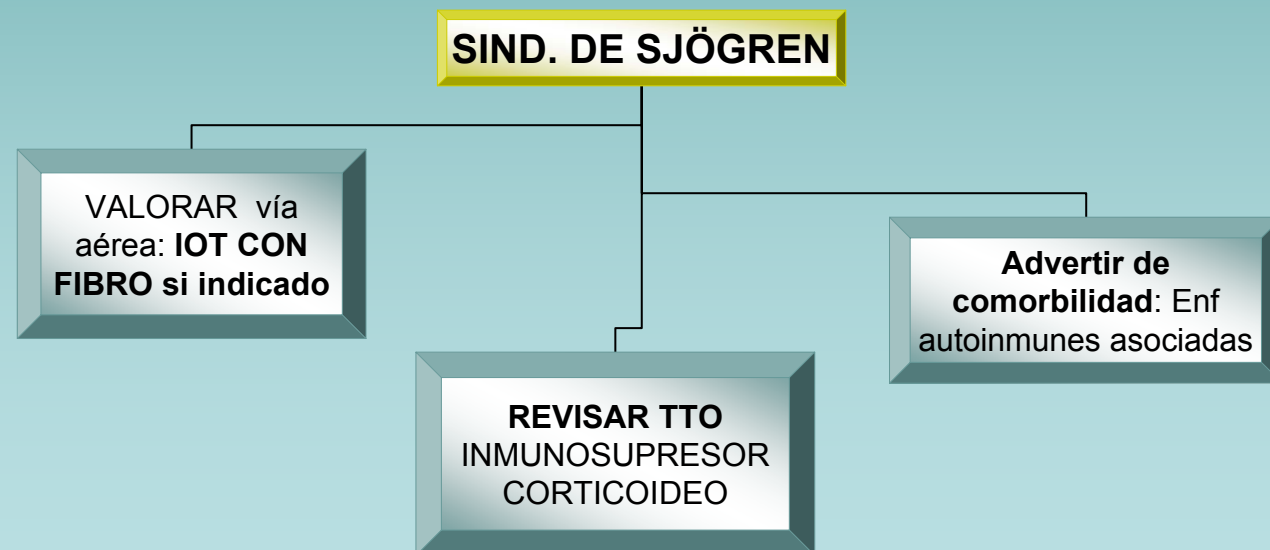 SIND. DE SJÖGREN
VALORAR vía
aérea: IOT CON
FIBRO si indicado
REVISAR TTO
INMUNOSUPRESOR
CORTICOIDEO
Advertir de
comorbilidad: Enf
autoinmunes asociadas